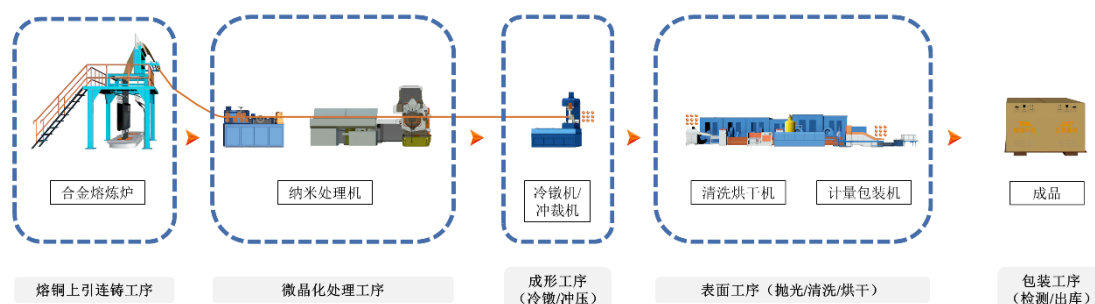 合金熔炼炉
纳米处理机
冷镦机/
冲裁机
清洗烘干机
计量包装机
成品
熔铜上引连铸工序
微晶化处理工序
成形工序
（冷镦/冲压）
表面工序（抛光/清洗/烘干）
包装工序
（检测/出库）